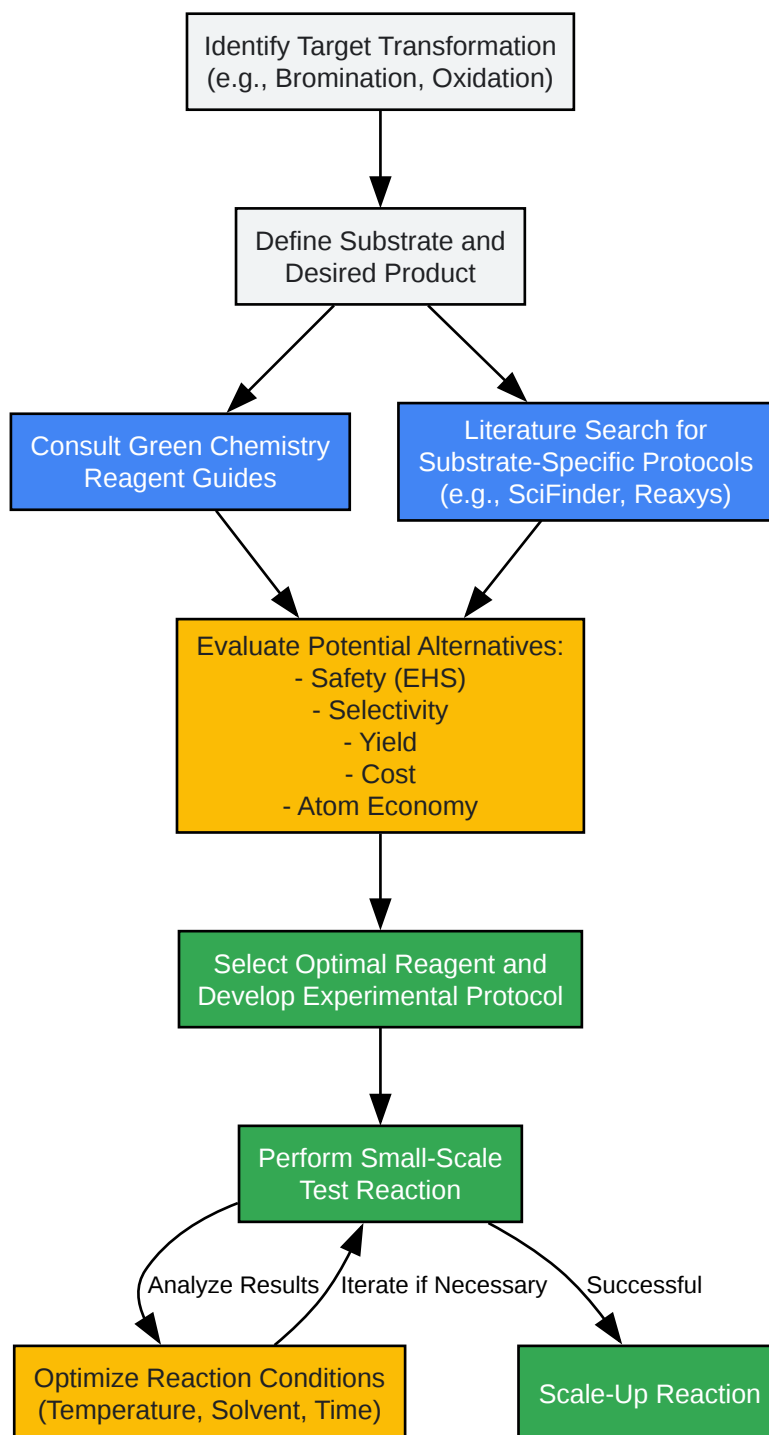 Identify Target Transformation
(e.g., Bromination, Oxidation)
Define Substrate and
Desired Product
Consult Green Chemistry
Reagent Guides
Literature Search for
Substrate-Specific Protocols
(e.g., SciFinder, Reaxys)
Evaluate Potential Alternatives:
- Safety (EHS)
- Selectivity
- Yield
- Cost
- Atom Economy
Select Optimal Reagent and
Develop Experimental Protocol
Perform Small-Scale
Test Reaction
Analyze Results
Iterate if Necessary
Successful
Optimize Reaction Conditions
(Temperature, Solvent, Time)
Scale-Up Reaction